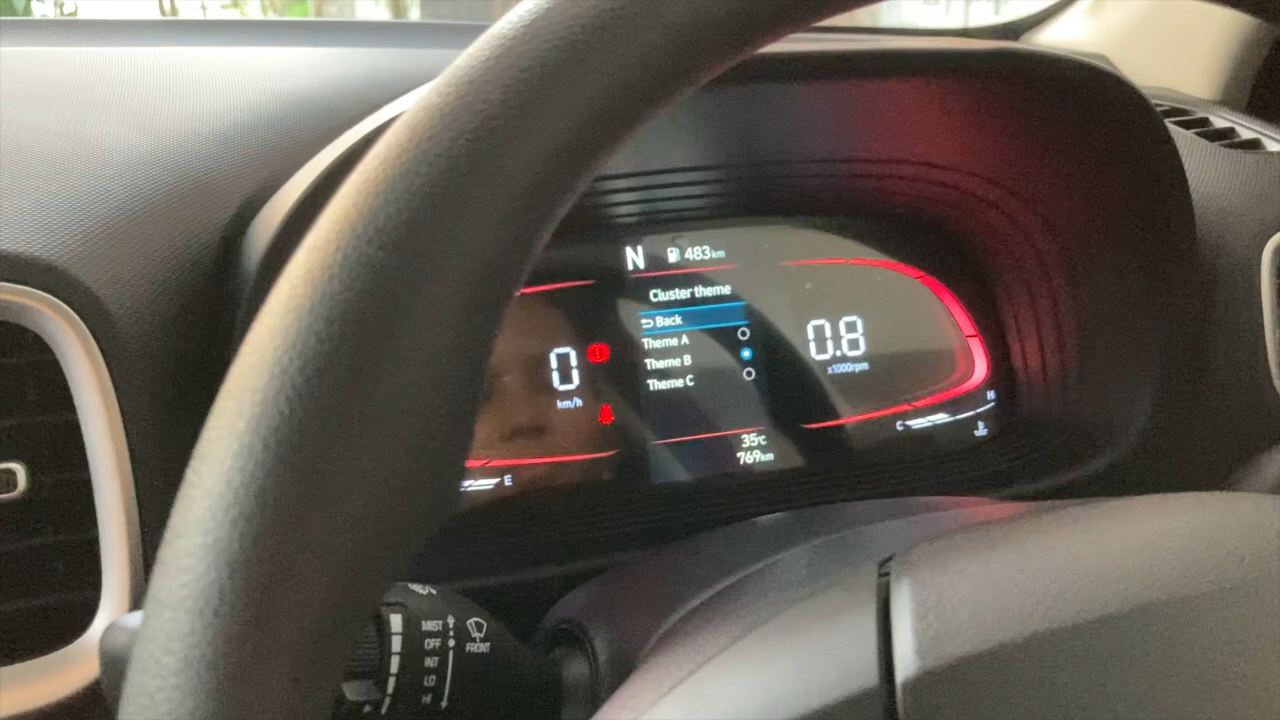 N 483km
Cluster theme
Back
Theme A
Theme B
Theme C
0
km/h
0.8
x1000rpm
35°C
769km
E
C
H
MIST
OFF
INT
LO
HI
FRONT